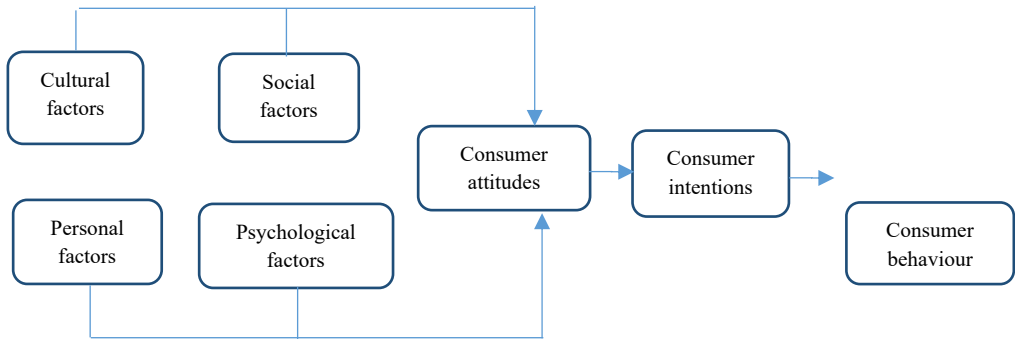 Cultural
factors
Social
factors
Consumer
attitudes
Consumer
intentions
Personal
factors
Psychological
factors
Consumer
behaviour